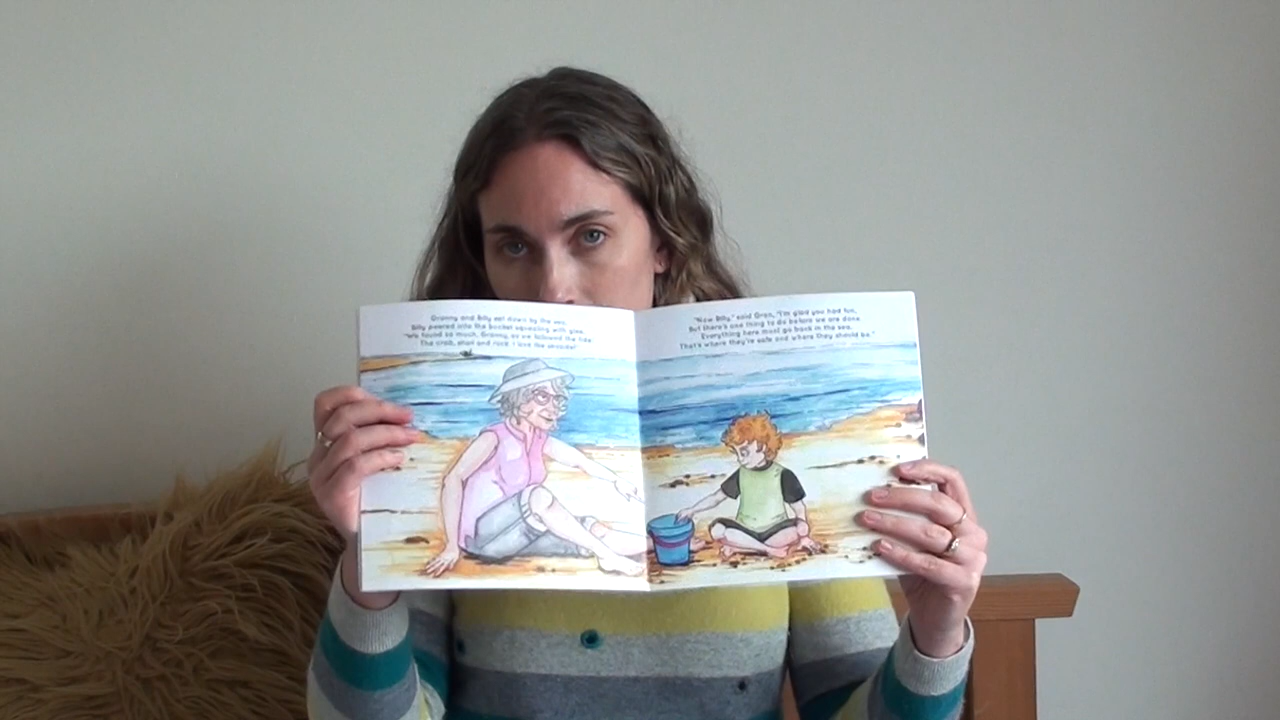 Granny and Billy sat down by the sea,
Billy peered into the bucket squealing with glee.
"We found so much, Granny, as we followed the tide
The crab, shell and rock. I love the seaside!"
"Now Billy," said Gran, "I'm glad you had fun,
But there's one thing to do before we are done.
Everything here must go back in the sea.
That's where they're safe and where they should be."